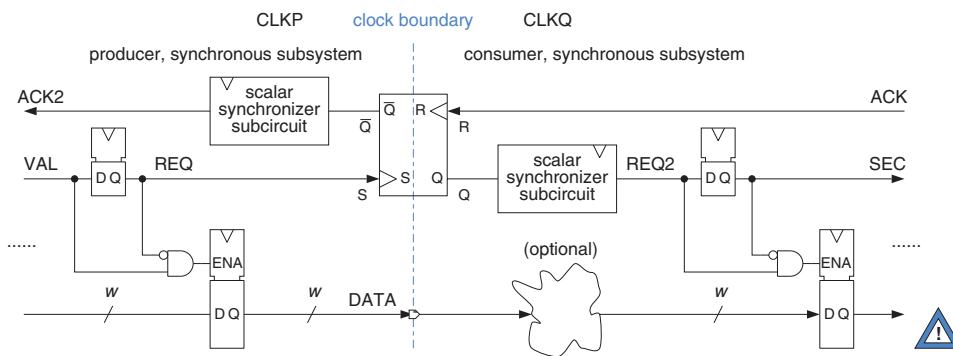 CLKP clock boundary CLKQ
producer, synchronous subsystem consumer, synchronous subsystem
ACK2 scalar synchronizer subcircuit Q Q R R ACK
VAL D Q REQ S S Q Q scalar synchronizer subcircuit REQ2 D Q SEC
...... ENA (optional) ENA ......
w D Q w DATA w D Q
!